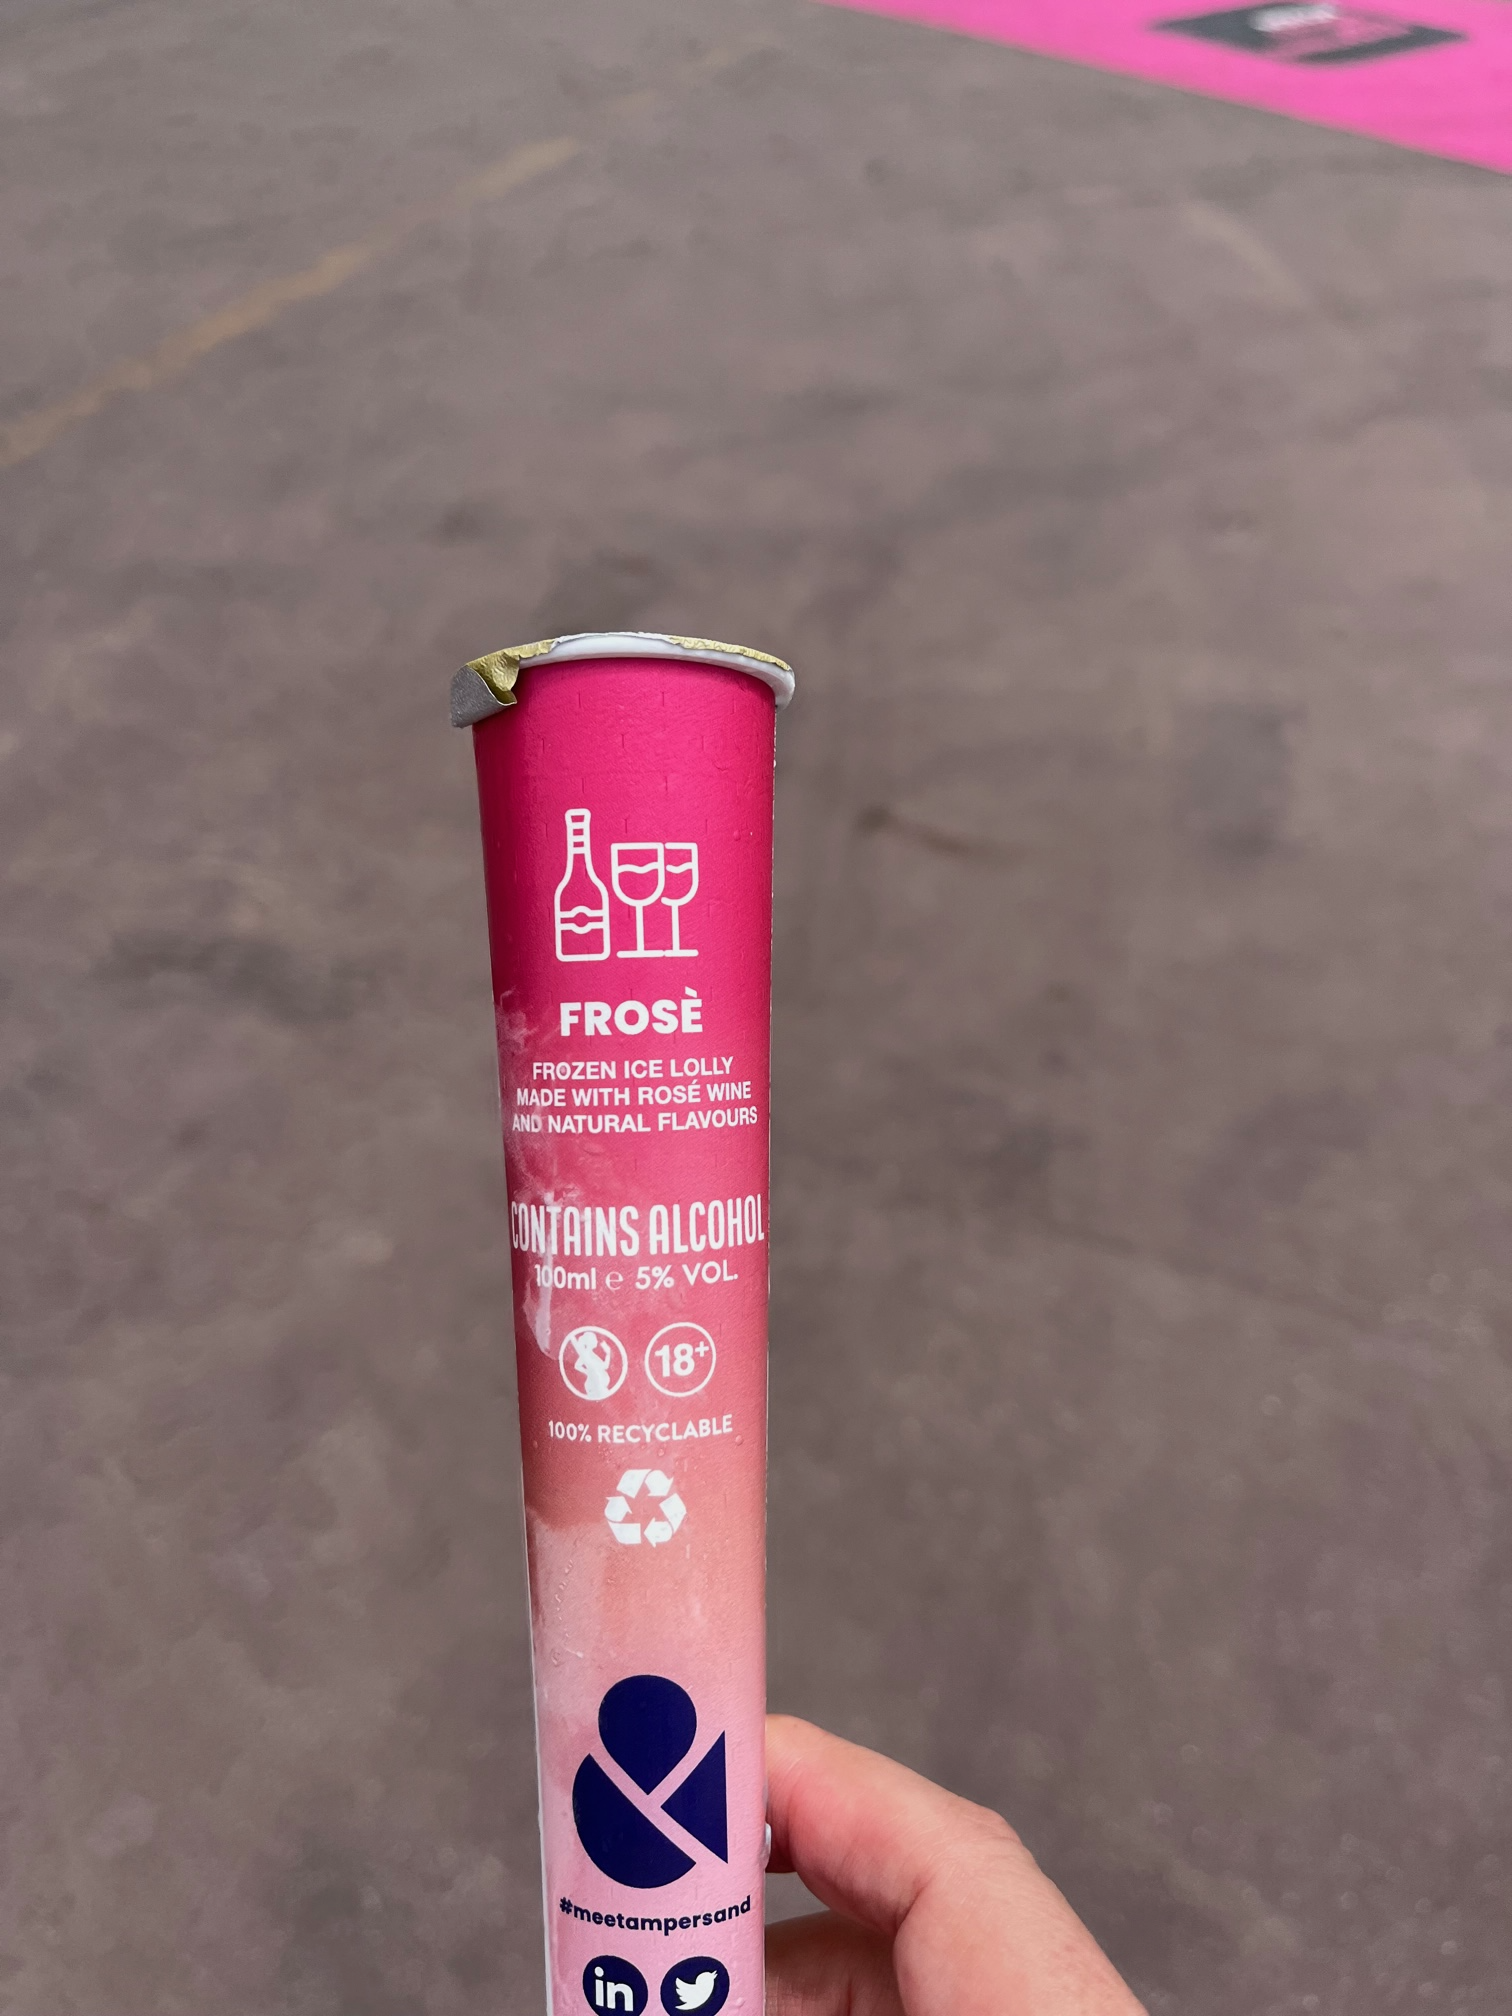 FROSÈ
FROZEN ICE LOLLY
MADE WITH ROSÉ WINE
AND NATURAL FLAVOURS
CONTAINS ALCOHOL
100ml ℮ 5% VOL.
18+
100% RECYCLABLE
&
#meetampersand
in